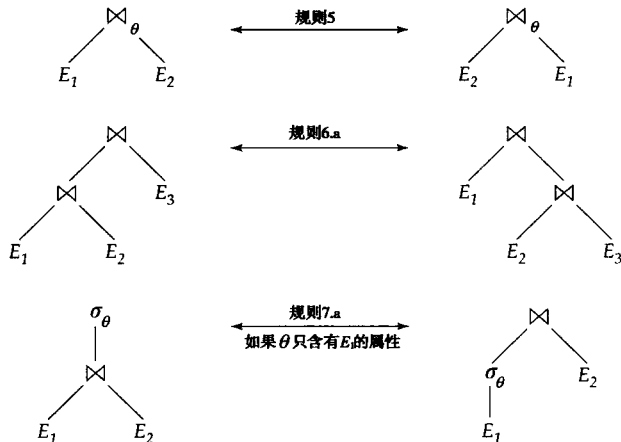 ⋈θ 规则5 ⋈θ
E1 E2 E2 E1
⋈ 规则6.a ⋈
⋈ E3 E1 ⋈
E1 E2 E2 E3
σθ 规则7.a ⋈
如果θ只含有E1的属性
⋈ σθ E2
E1 E2 E1